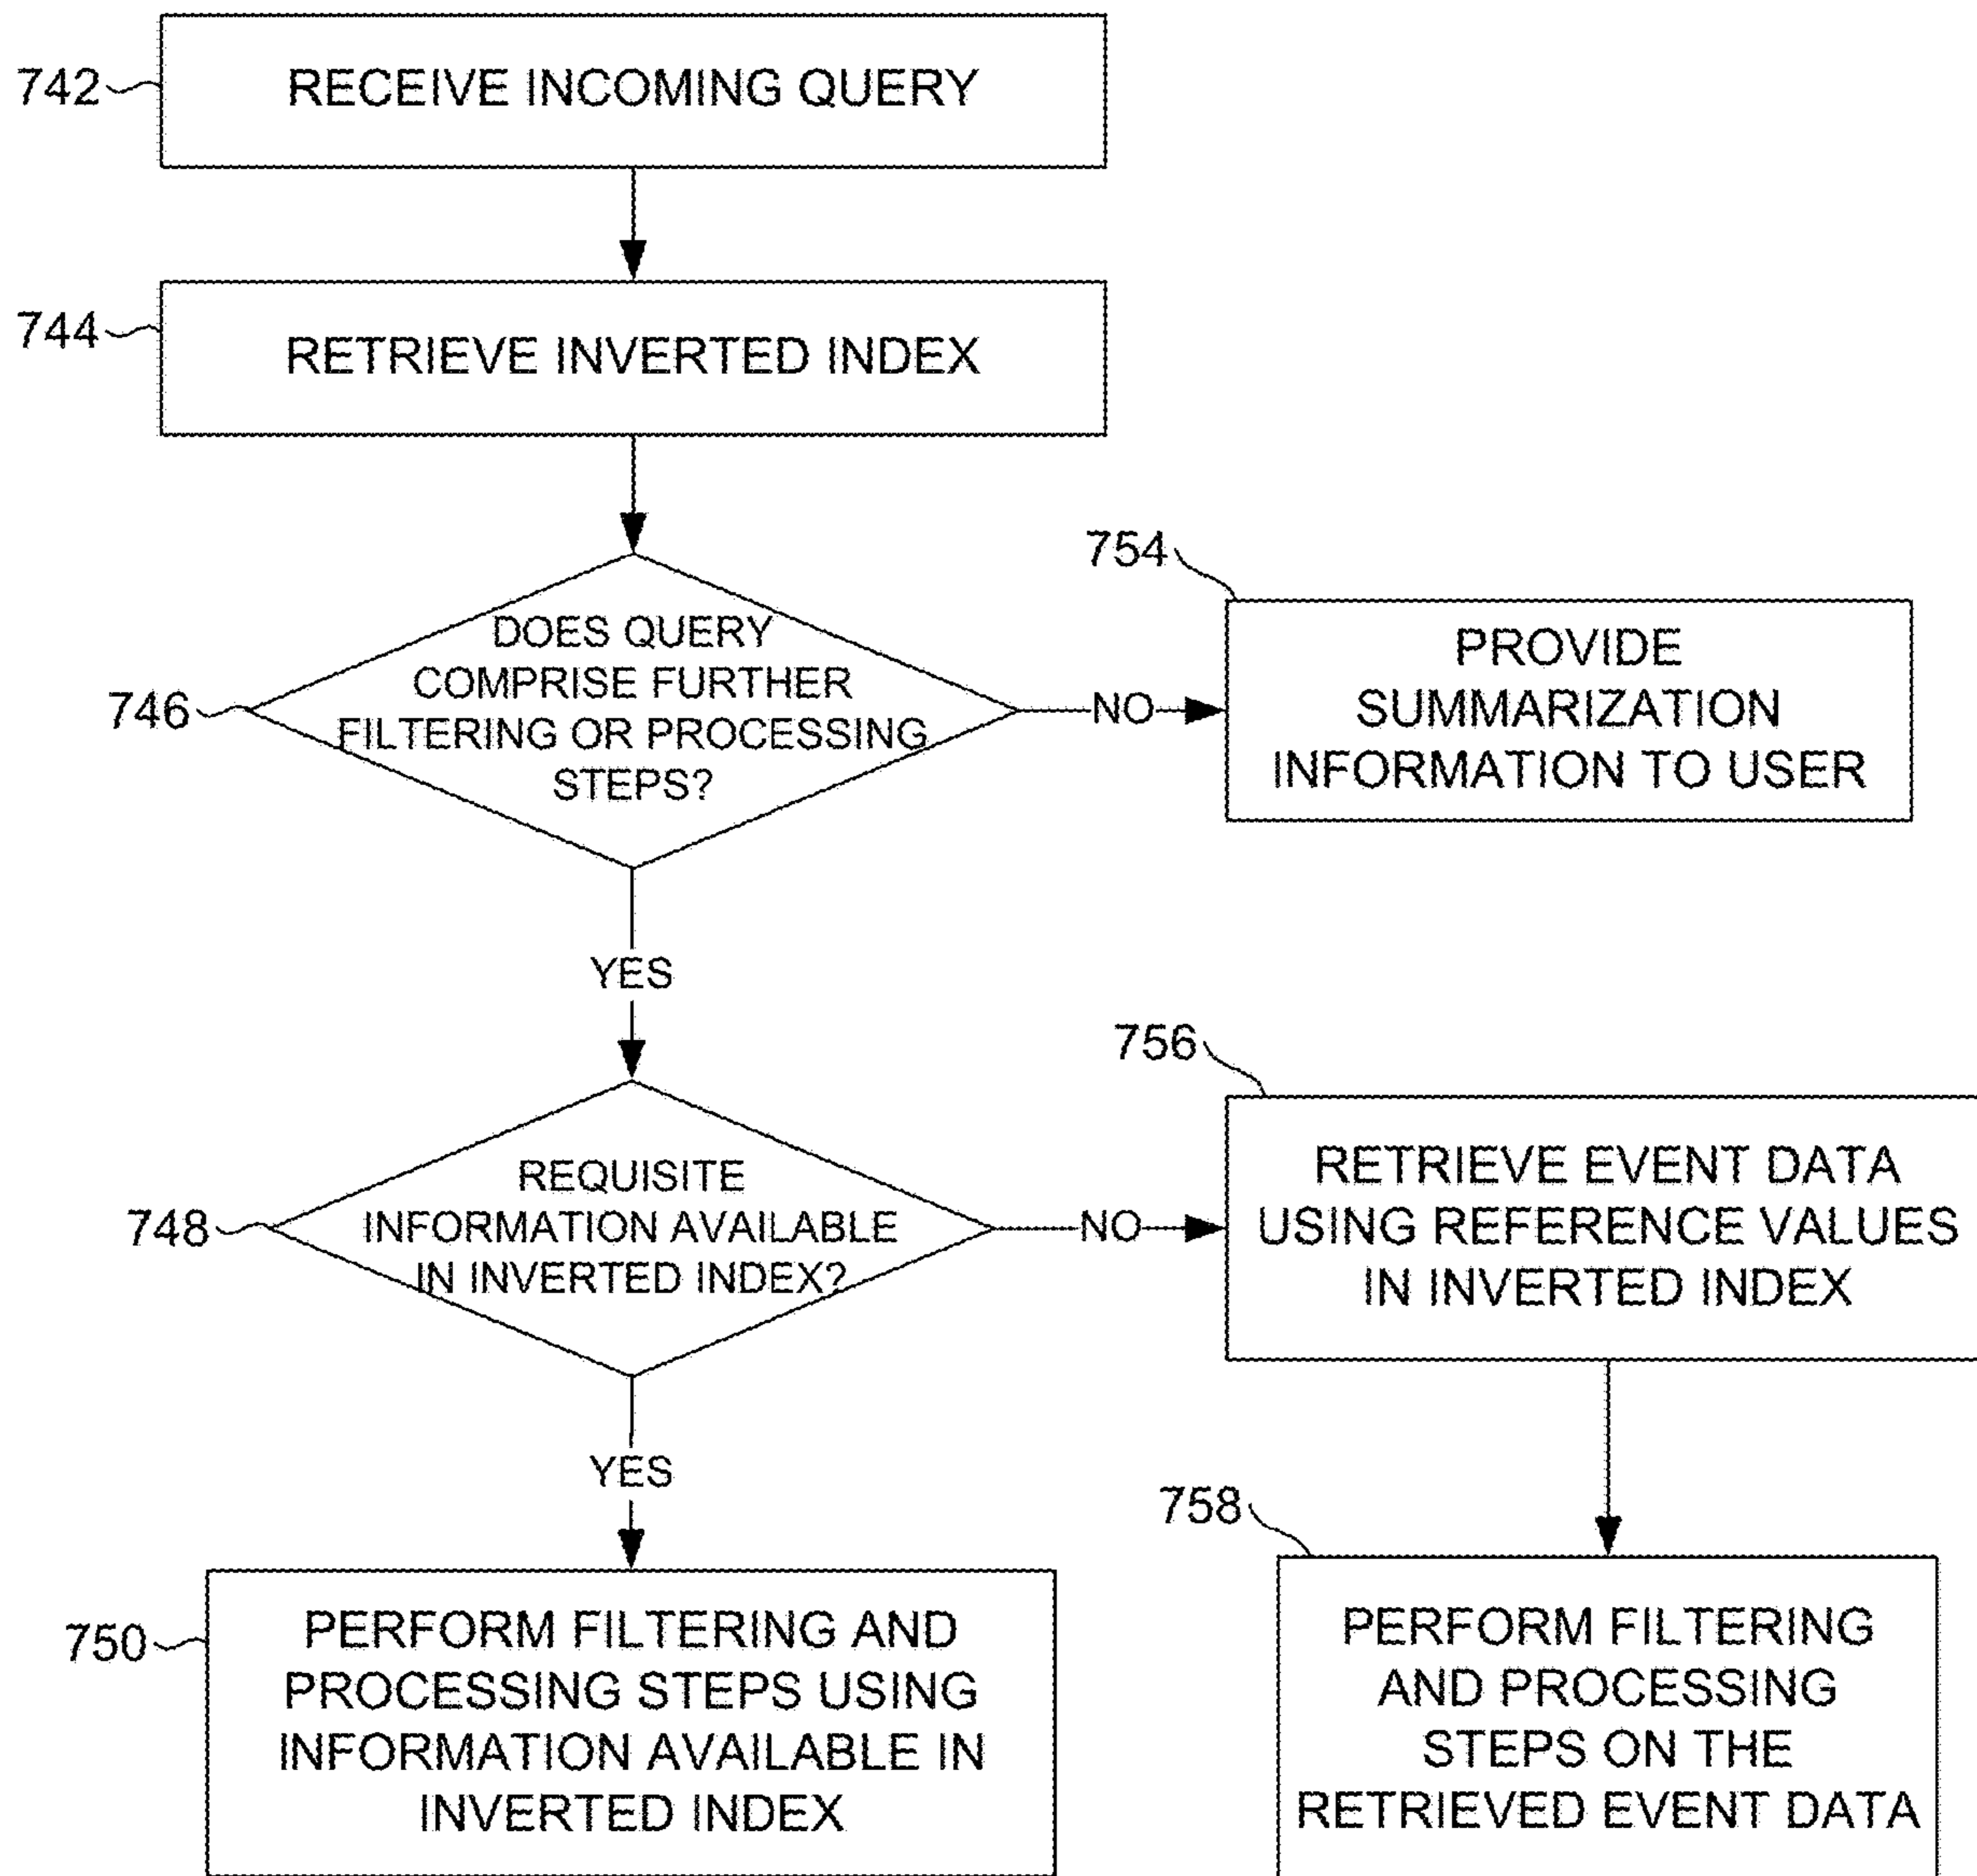 742
RECEIVE INCOMING QUERY
744
RETRIEVE INVERTED INDEX
746
DOES QUERY
COMPRISE FURTHER
FILTERING OR PROCESSING
STEPS?
NO
754
PROVIDE
SUMMARIZATION
INFORMATION TO USER
YES
748
REQUISITE
INFORMATION AVAILABLE
IN INVERTED INDEX?
NO
756
RETRIEVE EVENT DATA
USING REFERENCE VALUES
IN INVERTED INDEX
YES
750
PERFORM FILTERING AND
PROCESSING STEPS USING
INFORMATION AVAILABLE IN
INVERTED INDEX
758
PERFORM FILTERING
AND PROCESSING
STEPS ON THE
RETRIEVED EVENT DATA